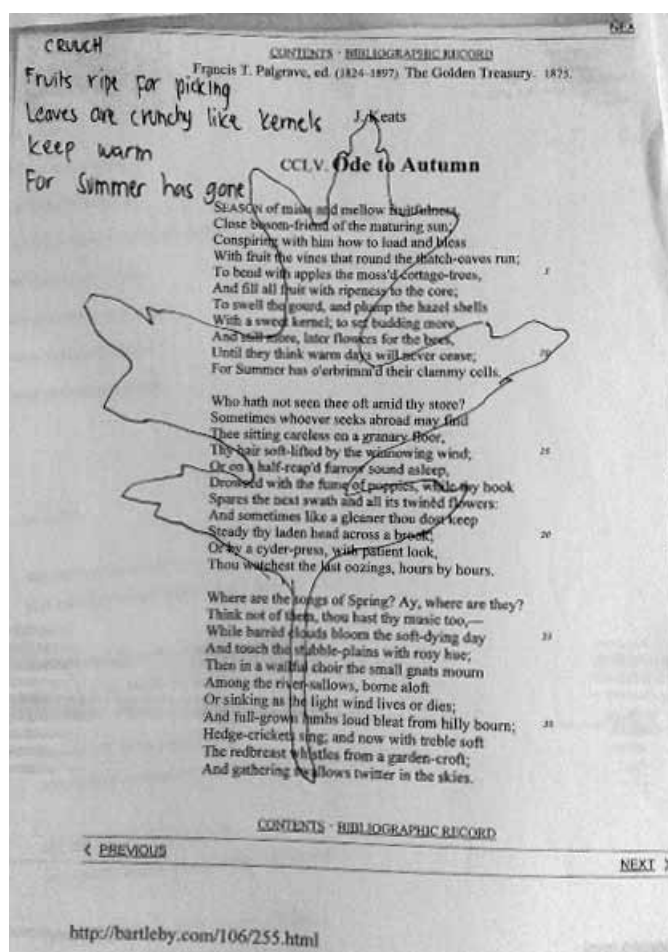 CRUUCH
Fruits ripe for picking
Leaves are crunchy like kernels
keep warm
For Summer has gone
CONTENTS · BIBLIOGRAPHIC RECORD
Francis T. Palgrave, ed. (1824-1897) The Golden Treasury. 1875.
J. Keats
CCLV. Ode to Autumn
SEASON of mists and mellow fruitfulness,
Close bosom-friend of the maturing sun;
Conspiring with him how to load and bless
With fruit the vines that round the thatch-eaves run;
To bend with apples the moss'd cottage-trees, 5
And fill all fruit with ripeness to the core;
To swell the gourd, and plump the hazel shells
With a sweet kernel; to set budding more,
And still more, later flowers for the bees,
Until they think warm days will never cease; 10
For Summer has o'erbrimm'd their clammy cells.
Who hath not seen thee oft amid thy store?
Sometimes whoever seeks abroad may find
Thee sitting careless on a granary floor,
Thy hair soft-lifted by the winnowing wind; 15
Or on a half-reap'd furrow sound asleep,
Drowsed with the fume of poppies, while thy hook
Spares the next swath and all its twinéd flowers:
And sometimes like a gleaner thou dost keep
Steady thy laden head across a brook; 20
Or by a cyder-press, with patient look,
Thou watchest the last oozings, hours by hours.
Where are the songs of Spring? Ay, where are they?
Think not of them, thou hast thy music too,—
While barréd clouds bloom the soft-dying day 25
And touch the stubble-plains with rosy hue;
Then in a wailful choir the small gnats mourn
Among the river-sallows, borne aloft
Or sinking as the light wind lives or dies;
And full-grown lambs loud bleat from hilly bourn; 30
Hedge-crickets sing; and now with treble soft
The redbreast whistles from a garden-croft;
And gathering swallows twitter in the skies.
CONTENTS · BIBLIOGRAPHIC RECORD
< PREVIOUS
NEXT
http://bartleby.com/106/255.html